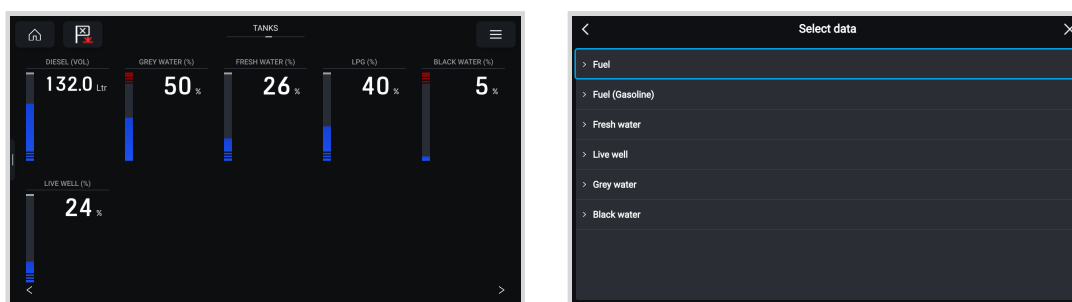 TANKS
DIESEL (VOL) GREY WATER (%) FRESH WATER (%) LPG (%) BLACK WATER (%)
132.0 Ltr 50 % 26 % 40 % 5 %
LIVE WELL (%)
24 %
Select data
Fuel
Fuel (Gasoline)
Fresh water
Live well
Grey water
Black water